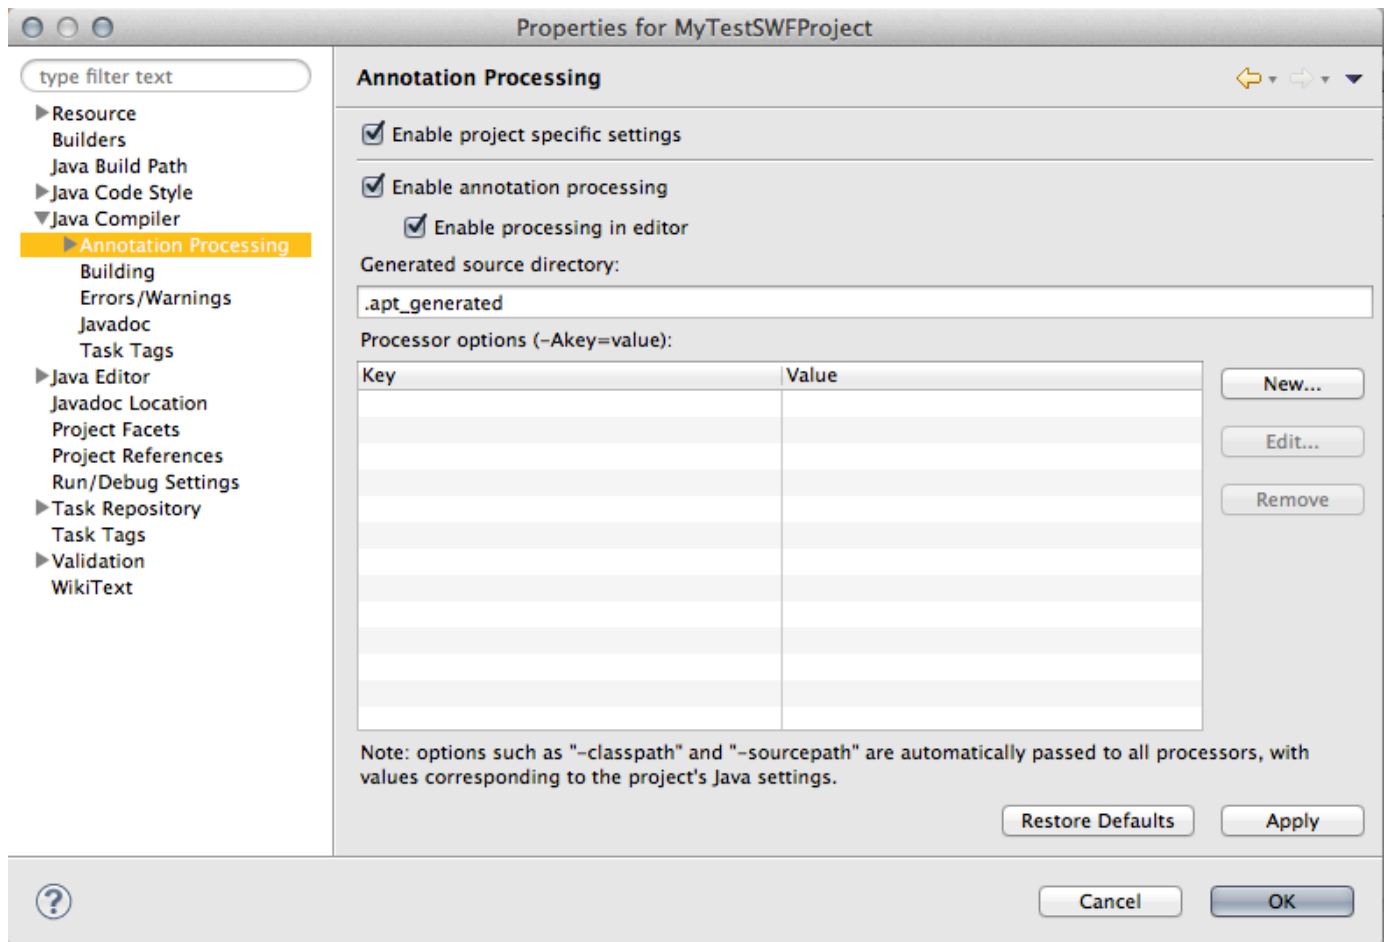 Properties for MyTestSWFProject
type filter text
Resource
Builders
Java Build Path
Java Code Style
Java Compiler
Annotation Processing
Building
Errors/Warnings
Javadoc
Task Tags
Java Editor
Javadoc Location
Project Facets
Project References
Run/Debug Settings
Task Repository
Task Tags
Validation
WikiText
Annotation Processing
Enable project specific settings
Enable annotation processing
Enable processing in editor
Generated source directory:
.apt_generated
Processor options (-Akey=value):
Key Value
New...
Edit...
Remove
Note: options such as "-classpath" and "-sourcepath" are automatically passed to all processors, with
values corresponding to the project's Java settings.
Restore Defaults Apply
? Cancel OK